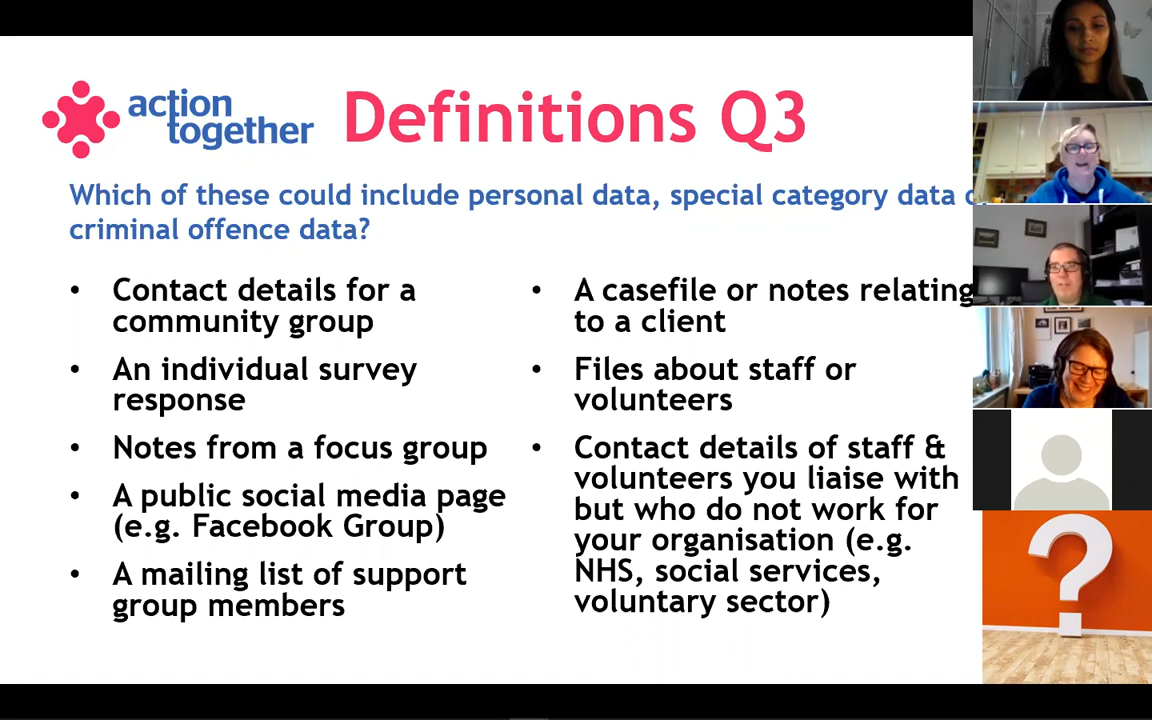 action
together
Definitions Q3
Which of these could include personal data, special category data
criminal offence data?
• Contact details for a
community group
• An individual survey
response
• Notes from a focus group
• A public social media page
(e.g. Facebook Group)
• A mailing list of support
group members
• A casefile or notes relating
to a client
• Files about staff or
volunteers
• Contact details of staff &
volunteers you liaise with
but who do not work for
your organisation (e.g.
NHS, social services,
voluntary sector)
?